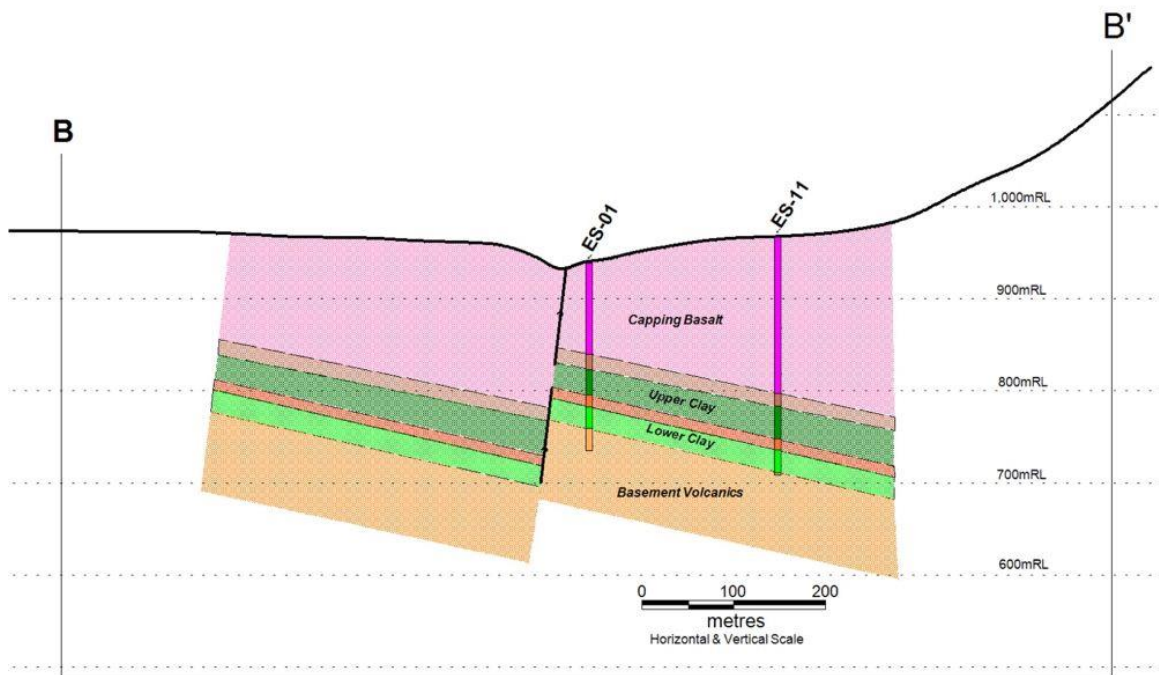 B'
B
ES-01
ES-11
1,000mRL
900mRL
Capping Basalt
800mRL
Upper Clay
Lower Clay
700mRL
Basement Volcanics
600mRL
0 100 200
metres
Horizontal & Vertical Scale